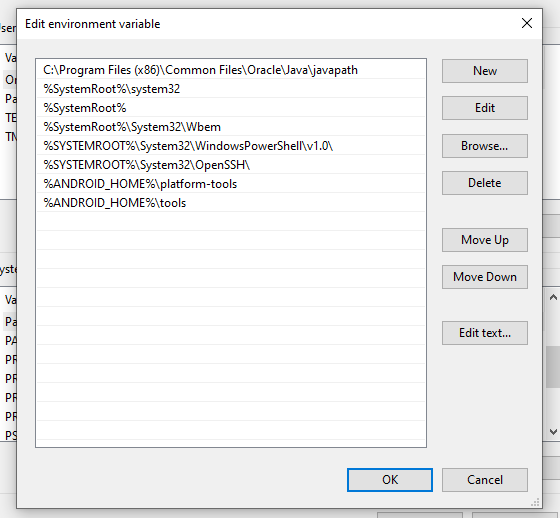 Edit environment variable
User
Va
Or
Pa
TE
TM
C:\Program Files (x86)\Common Files\Oracle\Java\javapath
%SystemRoot%\system32
%SystemRoot%
%SystemRoot%\System32\Wbem
%SYSTEMROOT%\System32\WindowsPowerShell\v1.0\
%SYSTEMROOT%\System32\OpenSSH\
%ANDROID_HOME%\platform-tools
%ANDROID_HOME%\tools
New
Edit
Browse...
Delete
Move Up
Move Down
Edit text...
yste
Va
Pa
PA
PR
PR
PR
PR
PS
OK
Cancel